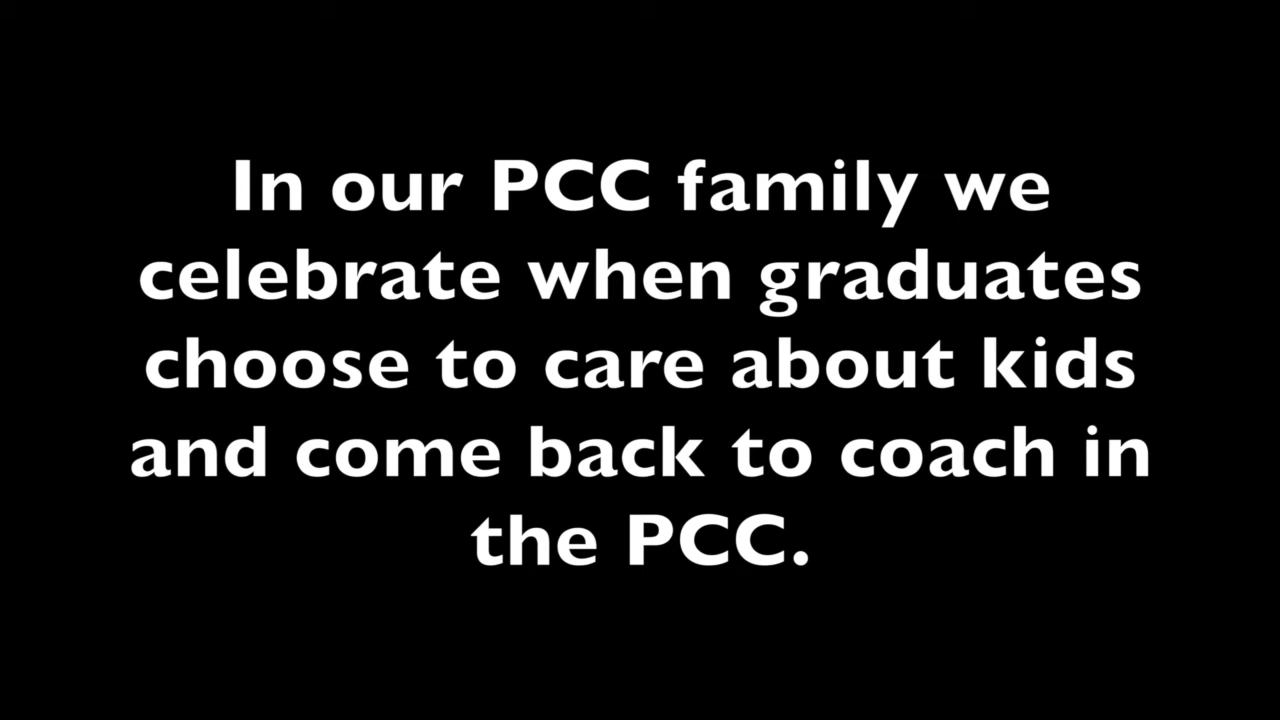 In our PCC family we
celebrate when graduates
choose to care about kids
and come back to coach in
the PCC.